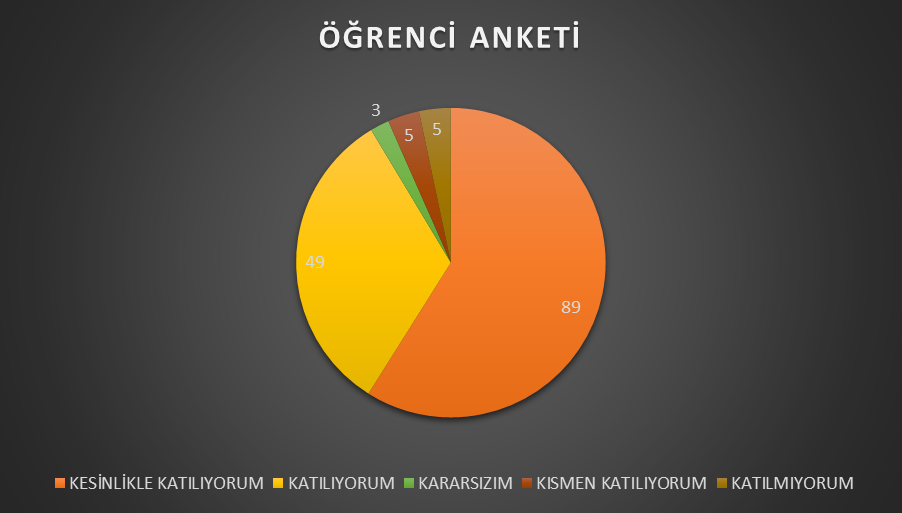 ÖĞRENCİ ANKETİ
3
5
5
49
89
KESİNLİKLE KATILIYORUM KATILIYORUM KARARSIZIM KISMEN KATILIYORUM KATILMIYORUM